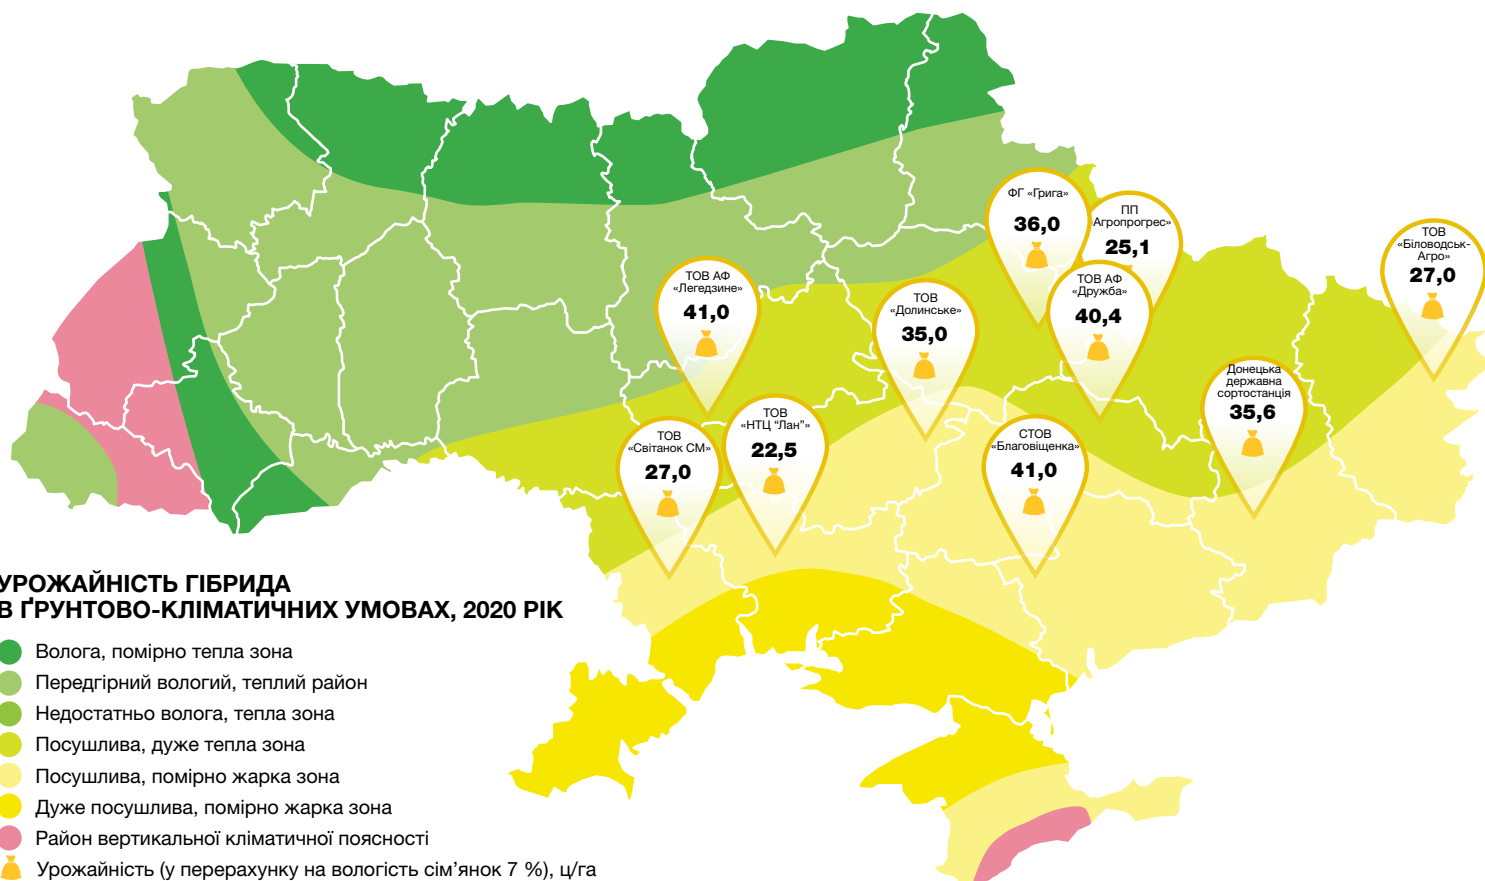 ФГ «Грига»
36,0
ПП
«Агропрогрес»
25,1
ТОВ
«Біловодськ-
Агро»
27,0
ТОВ АФ
«Легедзине»
41,0
ТОВ
«Долинське»
35,0
ТОВ АФ
«Дружба»
40,4
Донецька
державна
сортостанція
35,6
ТОВ
«Світанок СМ»
27,0
ТОВ
«НТЦ "Лан"»
22,5
СТОВ
«Благовіщенка»
41,0
УРОЖАЙНІСТЬ ГІБРИДА
В ҐРУНТОВО-КЛІМАТИЧНИХ УМОВАХ, 2020 РІК
Волога, помірно тепла зона
Передгірний вологий, теплий район
Недостатньо волога, тепла зона
Посушлива, дуже тепла зона
Посушлива, помірно жарка зона
Дуже посушлива, помірно жарка зона
Район вертикальної кліматичної поясності
Урожайність (у перерахунку на вологість сім’янок 7 %), ц/га